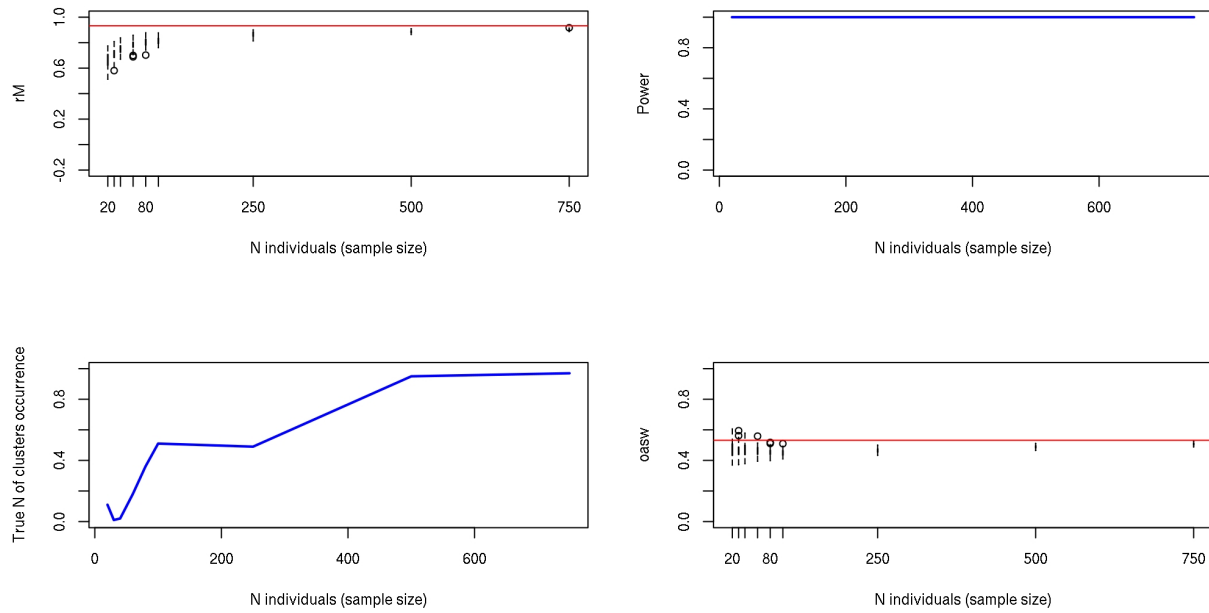 rM
1.0
0.6
0.2
-0.2
20 80 250 500 750
N individuals (sample size)
Power
0.8
0.4
0.0
0 200 400 600
N individuals (sample size)
True N of clusters occurrence
0.8
0.4
0.0
0 200 400 600
N individuals (sample size)
oasw
0.8
0.4
0.0
20 80 250 500 750
N individuals (sample size)